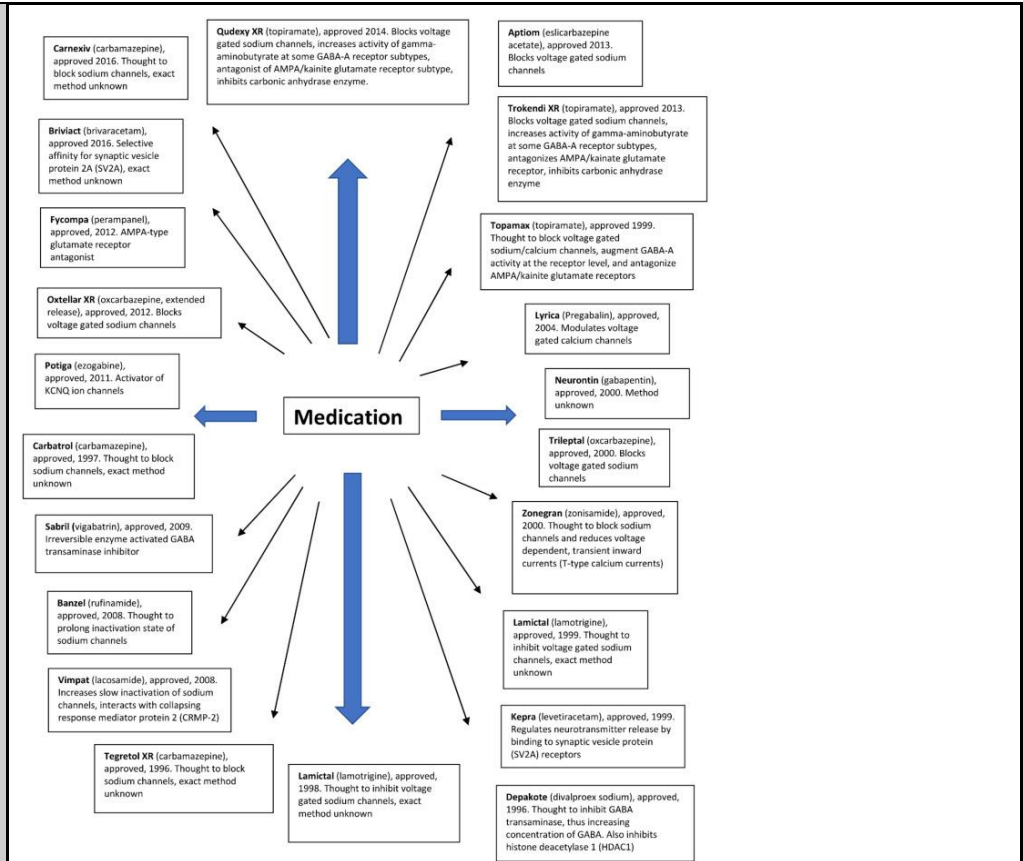 Carnexiv (carbamazepine),
approved 2016. Thought to
block sodium channels, exact
method unknown
Qudexy XR (topiramate), approved 2014. Blocks voltage
gated sodium channels, increases activity of gamma-
aminobutyrate at some GABA-A receptor subtypes,
antagonist of AMPA/kainite glutamate receptor subtype,
inhibits carbonic anhydrase enzyme.
Aptiom (eslicarbazepine
acetate), approved 2013.
Blocks voltage gated sodium
channels
Briviact (brivaracetam),
approved 2016. Selective
affinity for synaptic vesicle
protein 2A (SV2A), exact
method unknown
Trokendi XR (topiramate), approved 2013.
Blocks voltage gated sodium channels,
increases activity of gamma-aminobutyrate
at some GABA-A receptor subtypes,
antagonizes AMPA/kainate glutamate
receptor, inhibits carbonic anhydrase
enzyme
Fycompa (perampanel),
approved, 2012. AMPA-type
glutamate receptor
antagonist
Topamax (topiramate), approved 1999.
Thought to block voltage gated
sodium/calcium channels, augment GABA-A
activity at the receptor level, and antagonize
AMPA/kainite glutamate receptors
Oxtellar XR (oxcarbazepine, extended
release), approved, 2012. Blocks
voltage gated sodium channels
Lyrica (Pregabalin), approved,
2004. Modulates voltage
gated calcium channels
Potiga (ezogabine),
approved, 2011. Activator of
KCNQ ion channels
Neurontin (gabapentin),
approved, 2000. Method
unknown
Medication
Carbatrol (carbamazepine),
approved, 1997. Thought to block
sodium channels, exact method
unknown
Trileptal (oxcarbazepine),
approved, 2000. Blocks
voltage gated sodium
channels
Sabril (vigabatrin), approved, 2009.
Irreversible enzyme activated GABA
transaminase inhibitor
Zonegran (zonisamide), approved,
2000. Thought to block sodium
channels and reduces voltage
dependent, transient inward
currents (T-type calcium currents)
Banzel (rufinamide),
approved, 2008. Thought to
prolong inactivation state of
sodium channels
Lamictal (lamotrigine),
approved, 1999. Thought to
inhibit voltage gated sodium
channels, exact method
unknown
Vimpat (lacosamide), approved, 2008.
Increases slow inactivation of sodium
channels, interacts with collapsing
response mediator protein 2 (CRMP-2)
Kepra (levetiracetam), approved, 1999.
Regulates neurotransmitter release by
binding to synaptic vesicle protein
(SV2A) receptors
Tegretol XR (carbamazepine),
approved, 1996. Thought to block
sodium channels, exact method
unknown
Lamictal (lamotrigine), approved,
1998. Thought to inhibit voltage
gated sodium channels, exact
method unknown
Depakote (divalproex sodium), approved,
1996. Thought to inhibit GABA
transaminase, thus increasing
concentration of GABA. Also inhibits
histone deacetylase 1 (HDAC1)